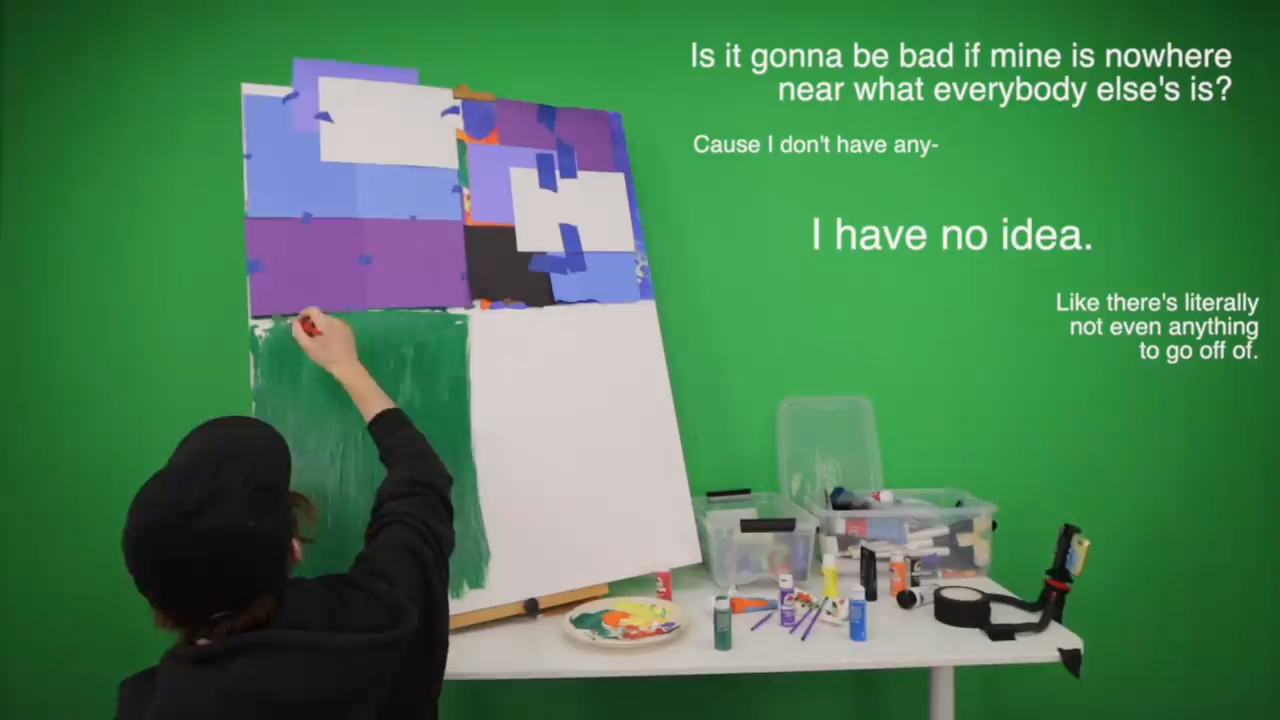 Is it gonna be bad if mine is nowhere
near what everybody else's is?
Cause I don't have any-
I have no idea.
Like there's literally
not even anything
to go off of.